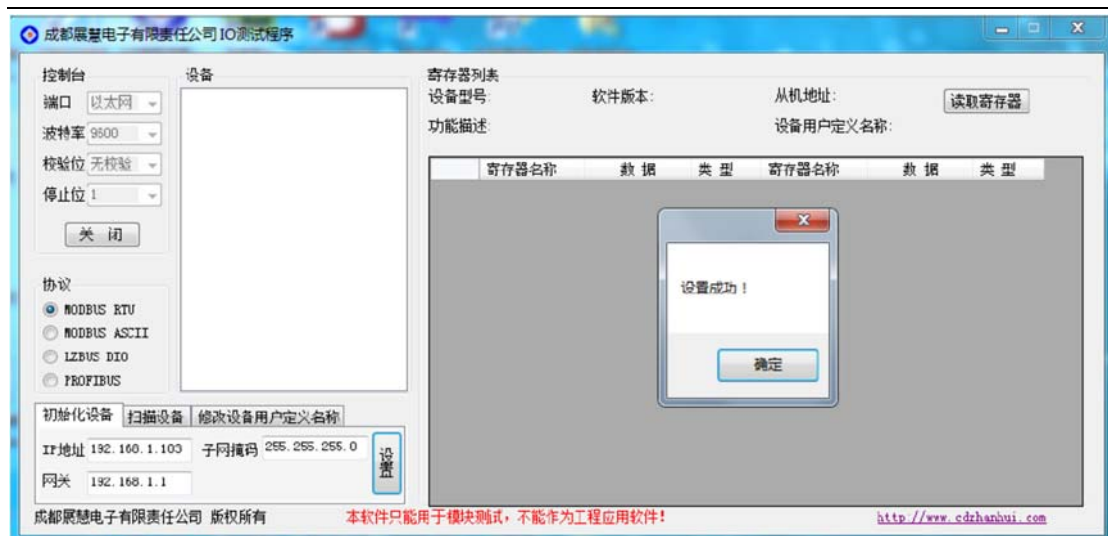 成都展慧电子有限责任公司IO测试程序
控制台
端口 以太网
波特率 9600
校验位 无校验
停止位 1
关 闭
协议
MODBUS RTU
MODBUS ASCII
LZBUS DIO
PROFIBUS
设备
初始化设备 扫描设备 修改设备用户定义名称
IP地址 192.168.1.103 子网掩码 255.255.255.0
网关 192.168.1.1
设置
寄存器列表
设备型号: 软件版本: 从机地址: 读取寄存器
功能描述: 设备用户定义名称:
寄存器名称 数 据 类 型 寄存器名称 数 据 类 型
设置成功！
确定
成都展慧电子有限责任公司 版权所有 本软件只能用于模块测试，不能作为工程应用软件！ http://www.cdzhanhui.com